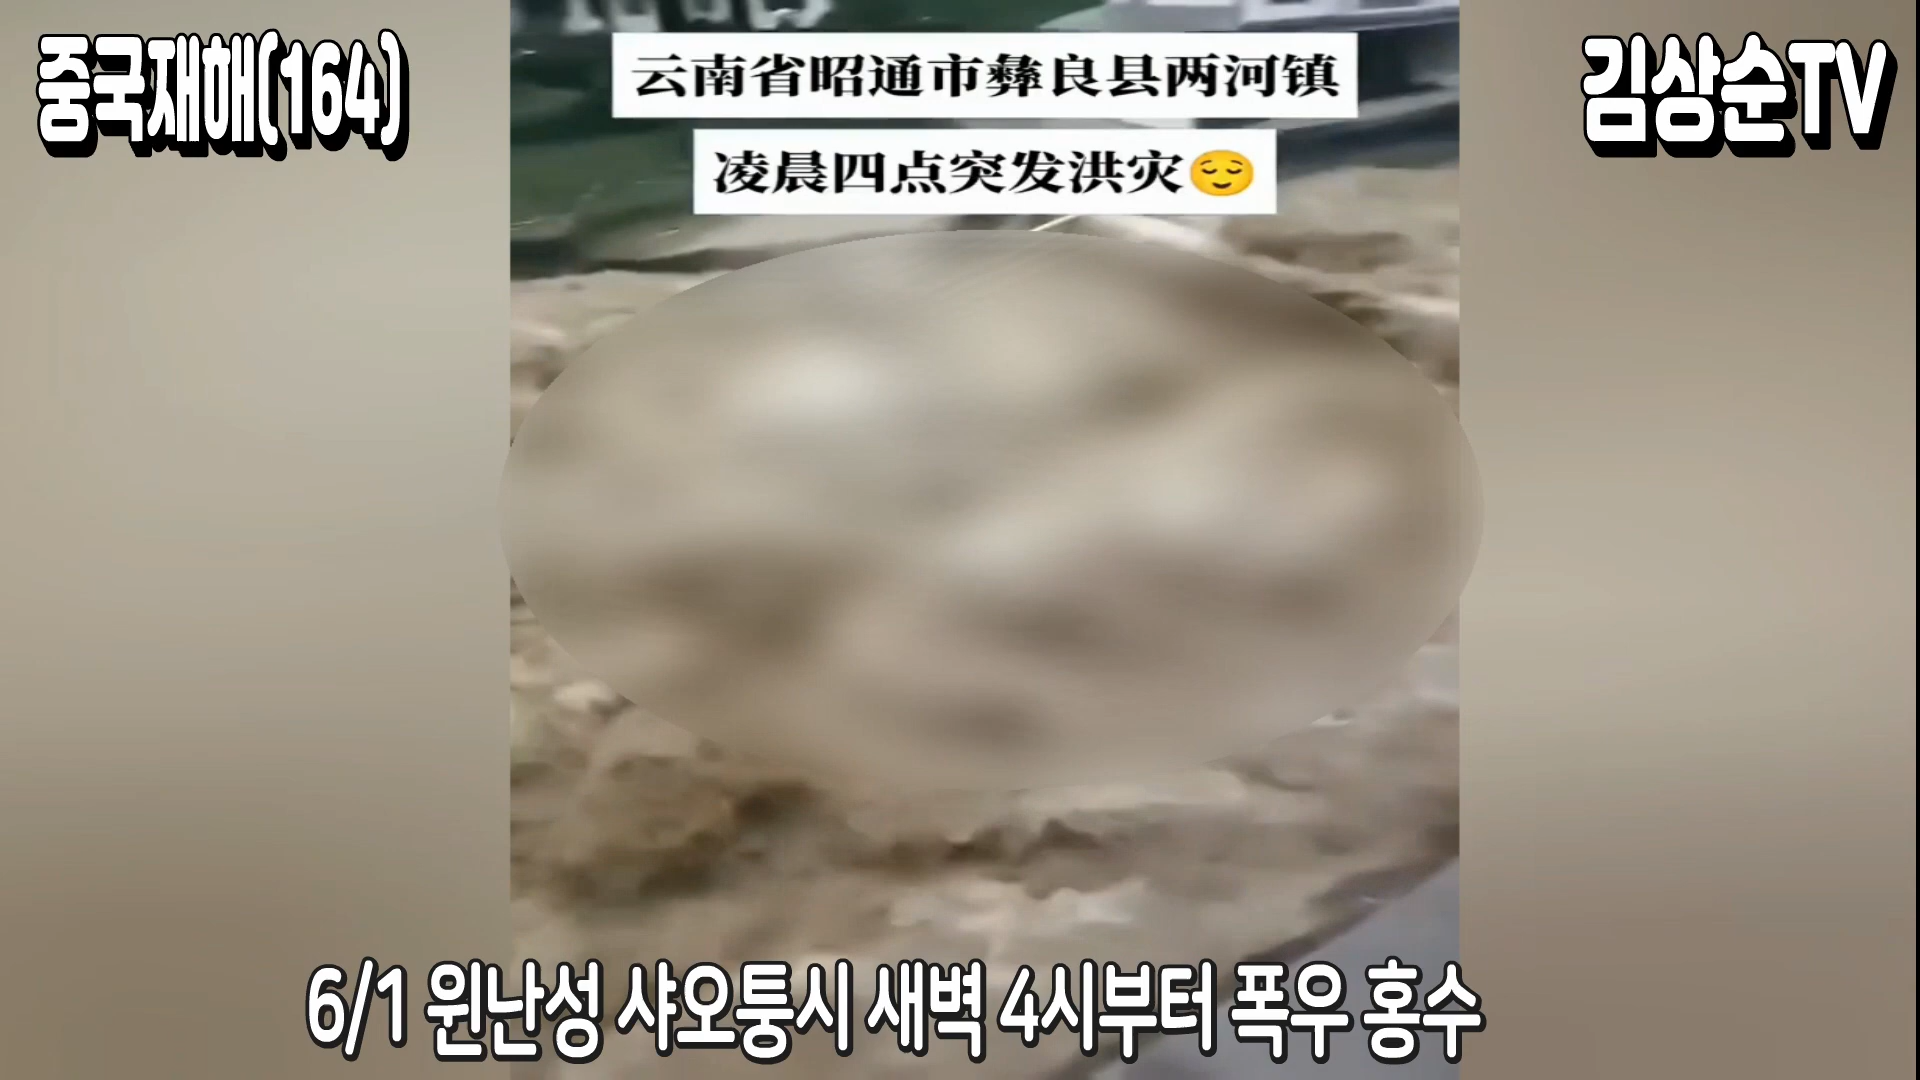 중국재해(164)
김상순TV
云南省昭通市彝良县两河镇
凌晨四点突发洪灾😌
6/1 윈난성 샤오퉁시 새벽 4시부터 폭우 홍수